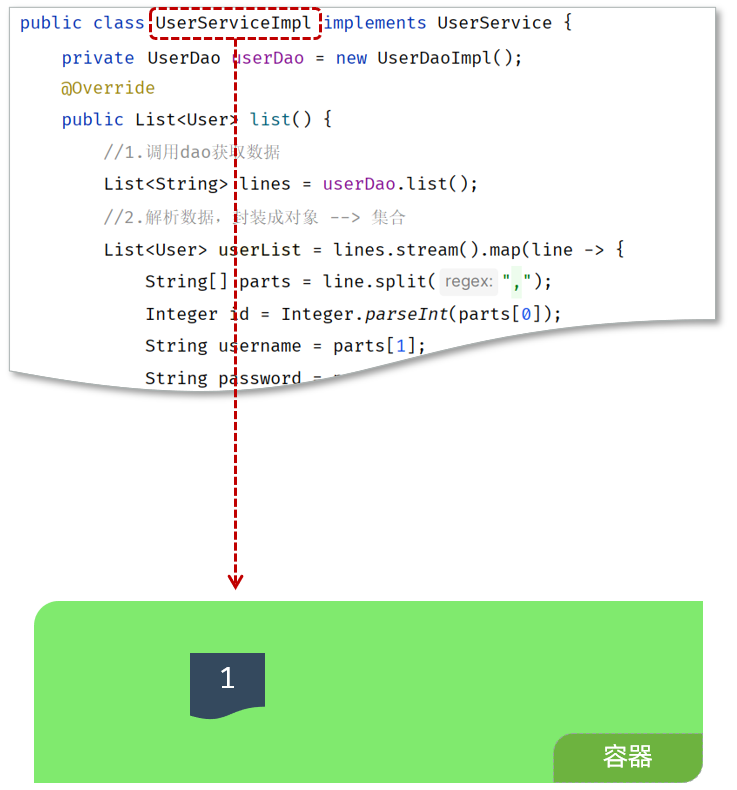 public class UserServiceImpl implements UserService {
private UserDao userDao = new UserDaoImpl();
@Override
public List<User> list() {
//1.调用dao获取数据
List<String> lines = userDao.list();
//2.解析数据，封装成对象 --> 集合
List<User> userList = lines.stream().map(line -> {
String[] parts = line.split( regex: ",");
Integer id = Integer.parseInt(parts[0]);
String username = parts[1];
String password =
1
容器